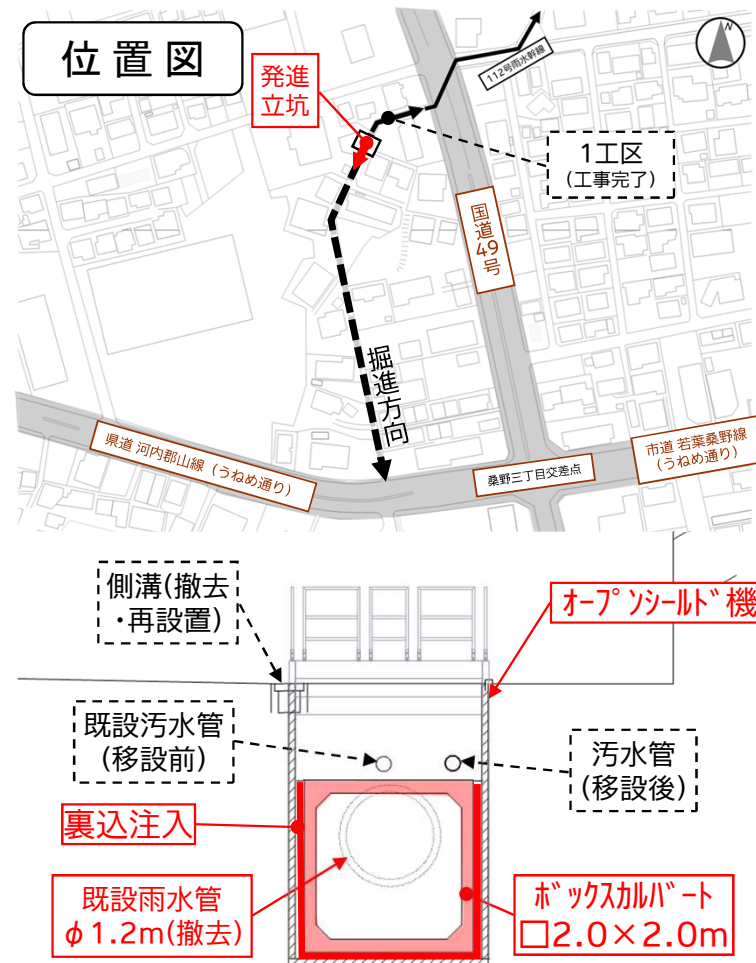 位置図
N
112号雨水幹線
発進
立坑
1工区
(工事完了)
国道49号
掘進方向
県道 河内郡山線(うねめ通り)
桑野三丁目交差点
市道 若葉桑野線
(うねめ通り)
側溝(撤去
・再設置)
オープンシールド機
既設汚水管
(移設前)
汚水管
(移設後)
裏込注入
既設雨水管
φ1.2m(撤去)
ボックスカルバート
□2.0×2.0m